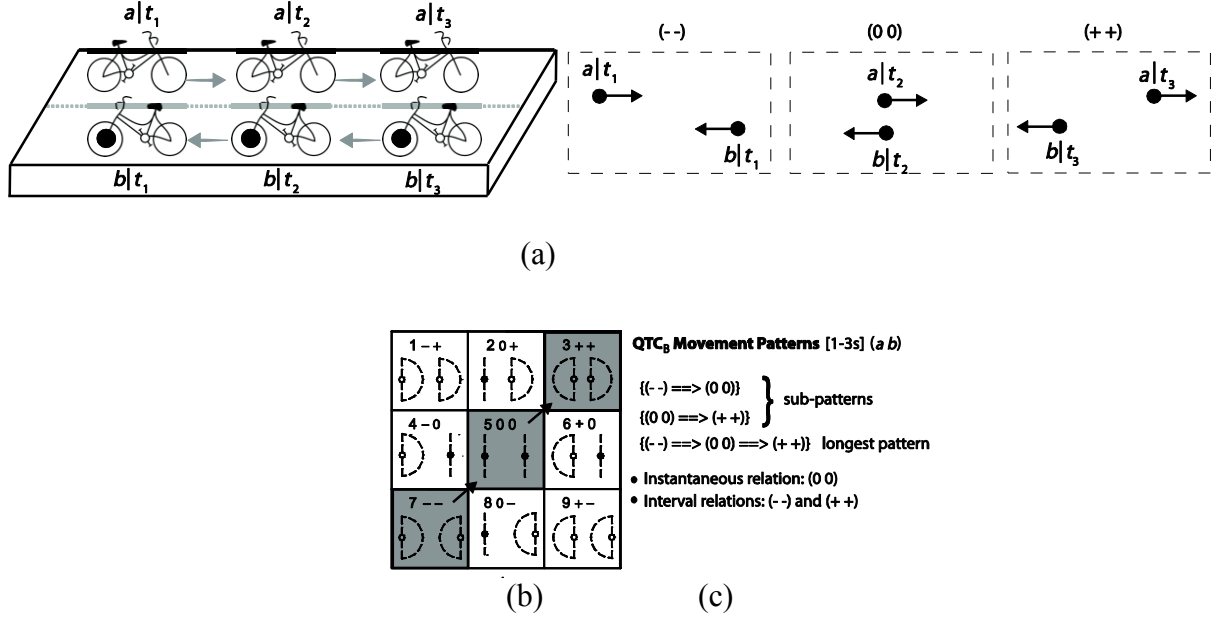 a|t₁ a|t₂ a|t₃
b|t₁ b|t₂ b|t₃
(- -) (0 0) (+ +)
a|t₁ a|t₂ a|t₃
b|t₁ b|t₂ b|t₃
(a)
1 – + 2 0 + 3 + +
4 – 0 5 0 0 6 + 0
7 – – 8 0 – 9 + –
(b)
QTC_B Movement Patterns [1-3s] (a b)
{(- -) ==> (0 0)}
{(0 0) ==> (+ +)}
} sub-patterns
{(- -) ==> (0 0) ==> (+ +)} longest pattern
• Instantaneous relation: (0 0)
• Interval relations: (- -) and (+ +)
(c)